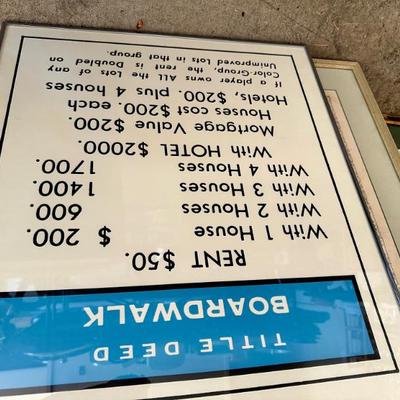 TITLE DEED
BOARDWALK
RENT $50.
With 1 House $ 200.
With 2 Houses 600.
With 3 Houses 1400.
With 4 Houses 1700.
With HOTEL $2000.
Mortgage Value $200.
Houses cost $200. each
Hotels, $200. plus 4 houses
If a player owns ALL the Lots of any
Color-Group, the rent is Doubled on
Unimproved Lots in that group.